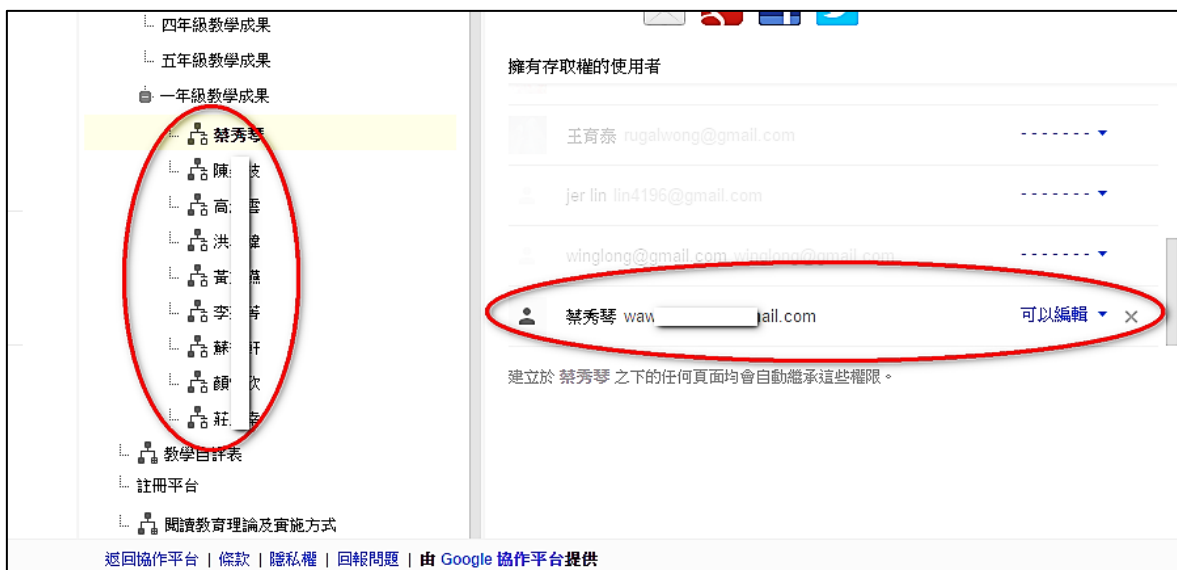 四年級教學成果
五年級教學成果
一年級教學成果
蔡秀琴
陳
高
洪
黃
李
蘇
顏
莊
教學自評表
註冊平台
閱讀教育理論及實施方式
擁有存取權的使用者
王育泰 rugalwong@gmail.com
- - - - - - -
jer lin lin4196@gmail.com
- - - - - - -
winglong@gmail.com winglong@gmail.com
- - - - - - -
蔡秀琴 waw ail.com 可以編輯
建立於 蔡秀琴 之下的任何頁面均會自動繼承這些權限。
返回協作平台 | 條款 | 隱私權 | 回報問題 | 由 Google 協作平台提供